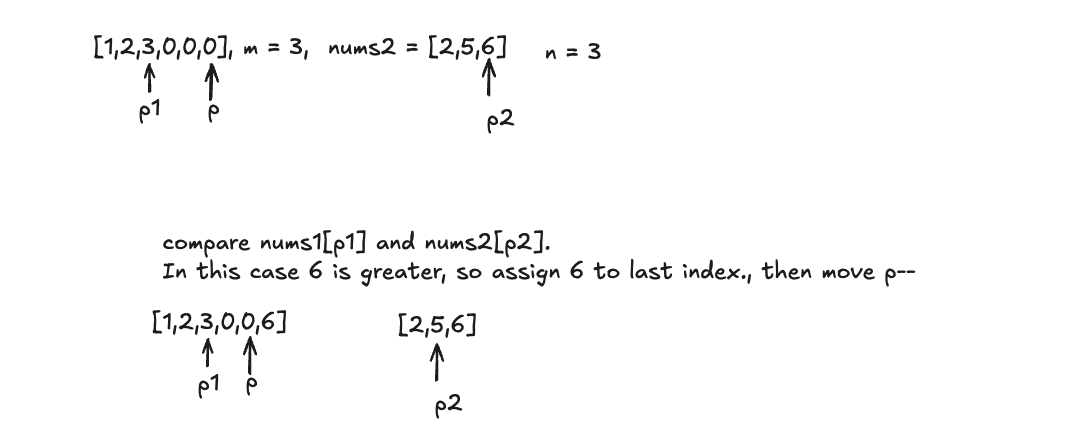 [1,2,3,0,0,0], m = 3, nums2 = [2,5,6] n = 3
p1 p p2
compare nums1[p1] and nums2[p2].
In this case 6 is greater, so assign 6 to last index., then move p--
[1,2,3,0,0,6] [2,5,6]
p1 p p2